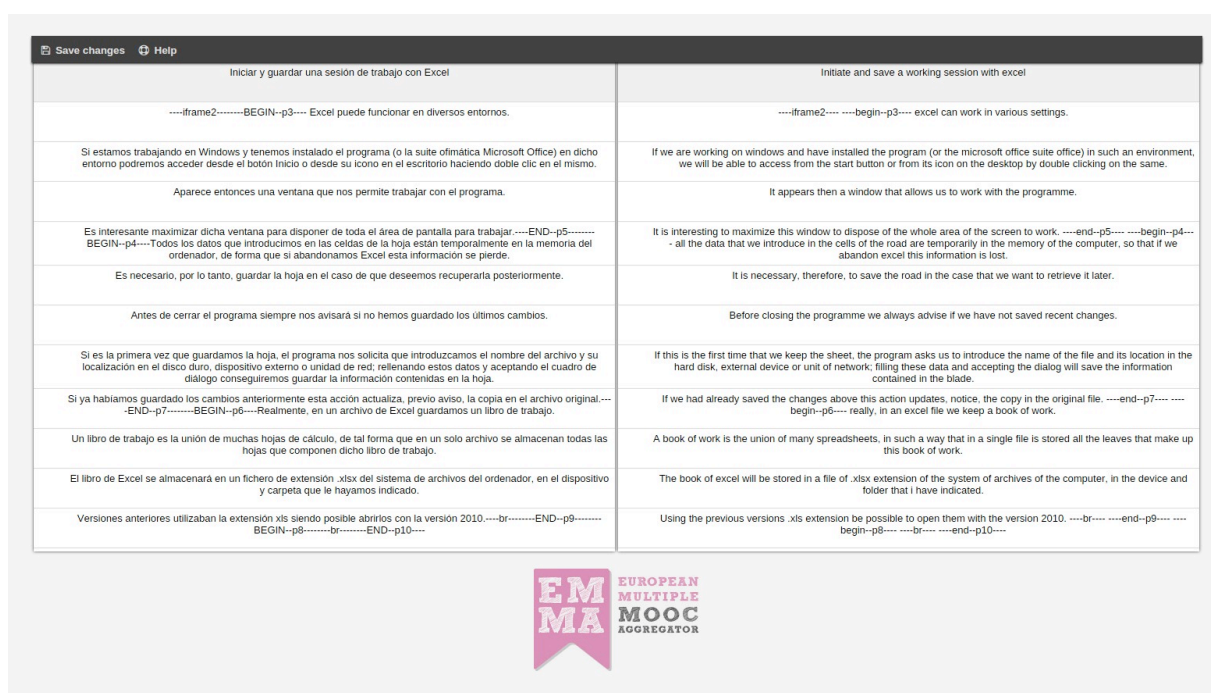 Save changes Help
Iniciar y guardar una sesión de trabajo con Excel
Initiate and save a working session with excel
----iframe2--------BEGIN--p3---- Excel puede funcionar en diversos entornos.
----iframe2---- ----begin--p3---- excel can work in various settings.
Si estamos trabajando en Windows y tenemos instalado el programa (o la suite ofimática Microsoft Office) en dicho
entorno podremos acceder desde el botón Inicio o desde su icono en el escritorio haciendo doble clic en el mismo.
If we are working on windows and have installed the program (or the microsoft office suite office) in such an environment,
we will be able to access from the start button or from its icon on the desktop by double clicking on the same.
Aparece entonces una ventana que nos permite trabajar con el programa.
It appears then a window that allows us to work with the programme.
Es interesante maximizar dicha ventana para disponer de toda el área de pantalla para trabajar.----END--p5--------
BEGIN--p4----Todos los datos que introducimos en las celdas de la hoja están temporalmente en la memoria del
ordenador, de forma que si abandonamos Excel esta información se pierde.
It is interesting to maximize this window to dispose of the whole area of the screen to work. ----end--p5---- ----begin--p4---
- all the data that we introduce in the cells of the road are temporarily in the memory of the computer, so that if we
abandon excel this information is lost.
Es necesario, por lo tanto, guardar la hoja en el caso de que deseemos recuperarla posteriormente.
It is necessary, therefore, to save the road in the case that we want to retrieve it later.
Antes de cerrar el programa siempre nos avisará si no hemos guardado los últimos cambios.
Before closing the programme we always advise if we have not saved recent changes.
Si es la primera vez que guardamos la hoja, el programa nos solicita que introduzcamos el nombre del archivo y su
localización en el disco duro, dispositivo externo o unidad de red; rellenando estos datos y aceptando el cuadro de
diálogo conseguiremos guardar la información contenidas en la hoja.
If this is the first time that we keep the sheet, the program asks us to introduce the name of the file and its location in the
hard disk, external device or unit of network; filling these data and accepting the dialog will save the information
contained in the blade.
Si ya habíamos guardado los cambios anteriormente esta acción actualiza, previo aviso, la copia en el archivo original.---
-END--p7--------BEGIN--p6----Realmente, en un archivo de Excel guardamos un libro de trabajo.
If we had already saved the changes above this action updates, notice, the copy in the original file. ----end--p7---- ----
begin--p6---- really, in an excel file we keep a book of work.
Un libro de trabajo es la unión de muchas hojas de cálculo, de tal forma que en un solo archivo se almacenan todas las
hojas que componen dicho libro de trabajo.
A book of work is the union of many spreadsheets, in such a way that in a single file is stored all the leaves that make up
this book of work.
El libro de Excel se almacenará en un fichero de extensión .xlsx del sistema de archivos del ordenador, en el dispositivo
y carpeta que le hayamos indicado.
The book of excel will be stored in a file of .xlsx extension of the system of archives of the computer, in the device and
folder that i have indicated.
Versiones anteriores utilizaban la extensión xls siendo posible abrirlos con la versión 2010.----br--------END--p9--------
BEGIN--p8--------br--------END--p10----
Using the previous versions .xls extension be possible to open them with the version 2010. ----br---- ----end--p9---- ----
begin--p8---- ----br---- ----end--p10----
EM
MA
EUROPEAN
MULTIPLE
MOOC
AGGREGATOR